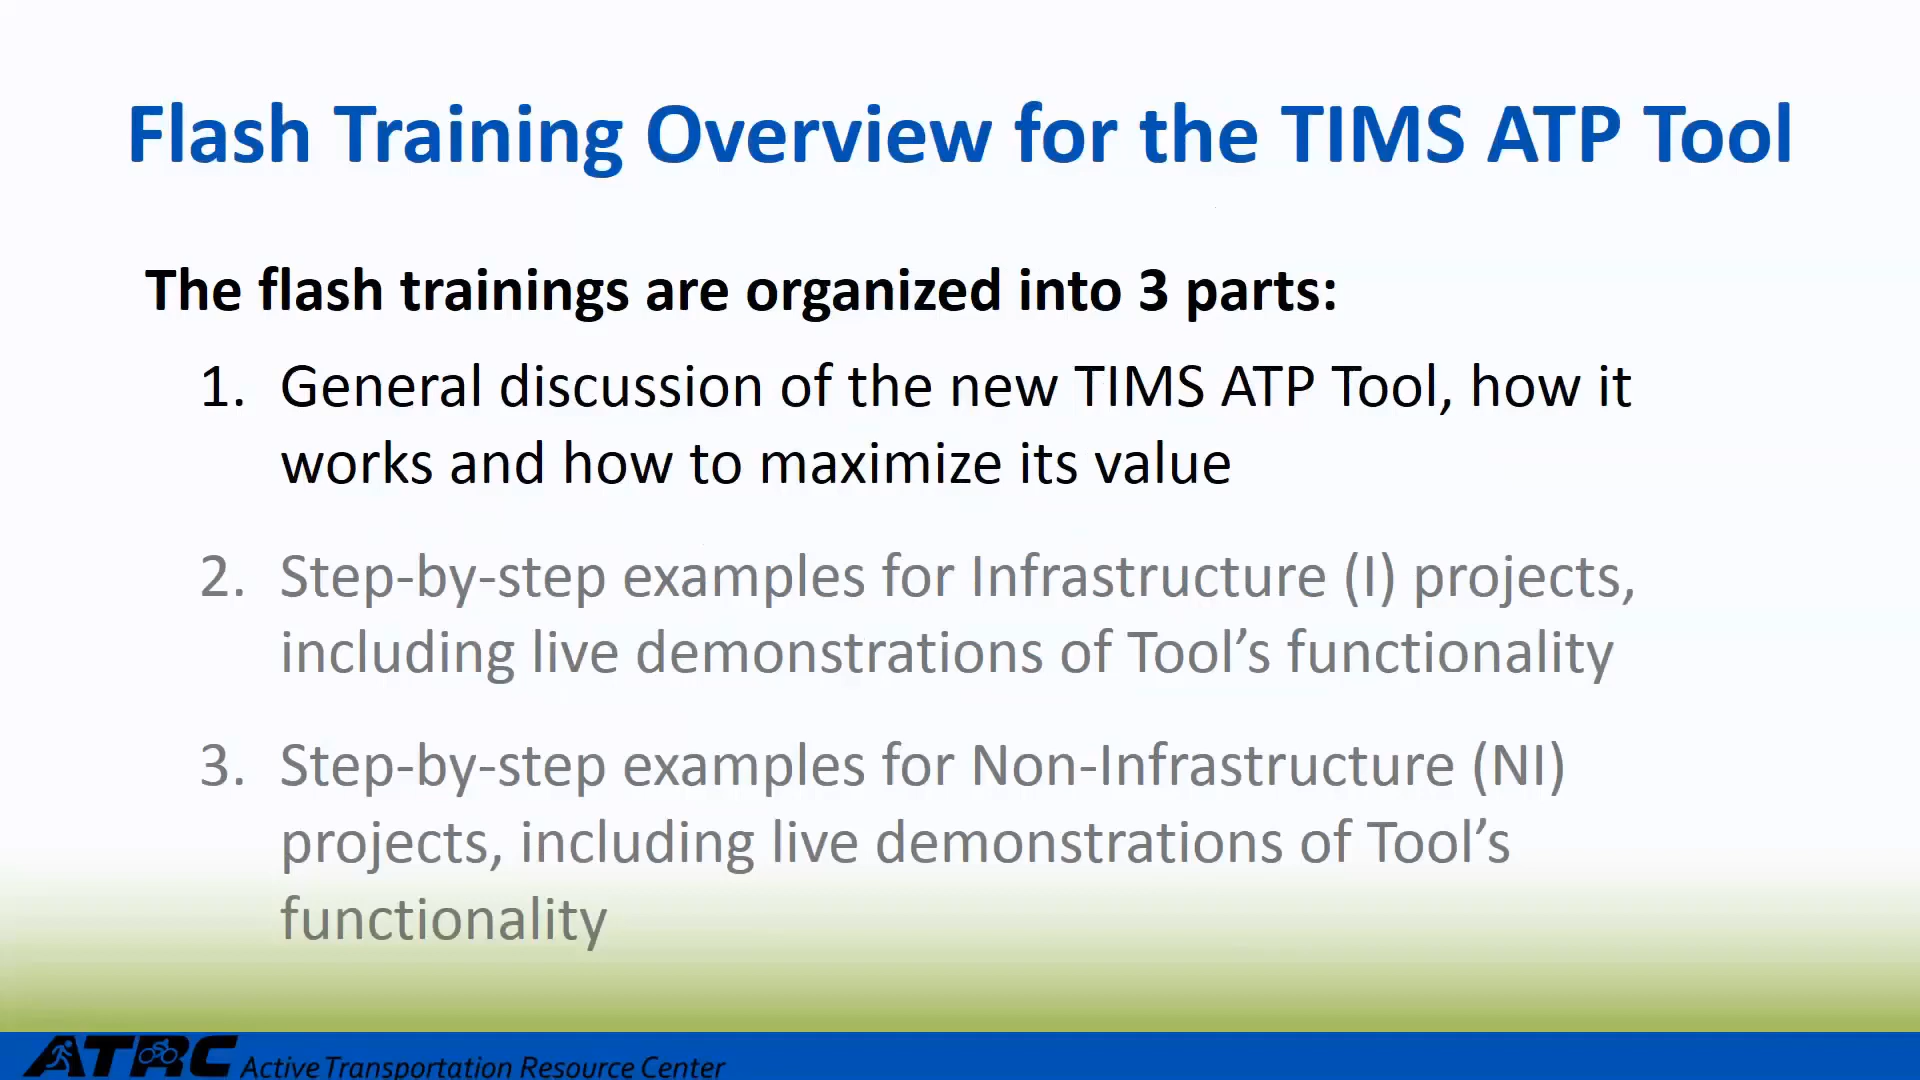 Flash Training Overview for the TIMS ATP Tool
The flash trainings are organized into 3 parts:
1. General discussion of the new TIMS ATP Tool, how it
works and how to maximize its value
2. Step-by-step examples for Infrastructure (I) projects,
including live demonstrations of Tool’s functionality
3. Step-by-step examples for Non-Infrastructure (NI)
projects, including live demonstrations of Tool’s
functionality
ATRC Active Transportation Resource Center